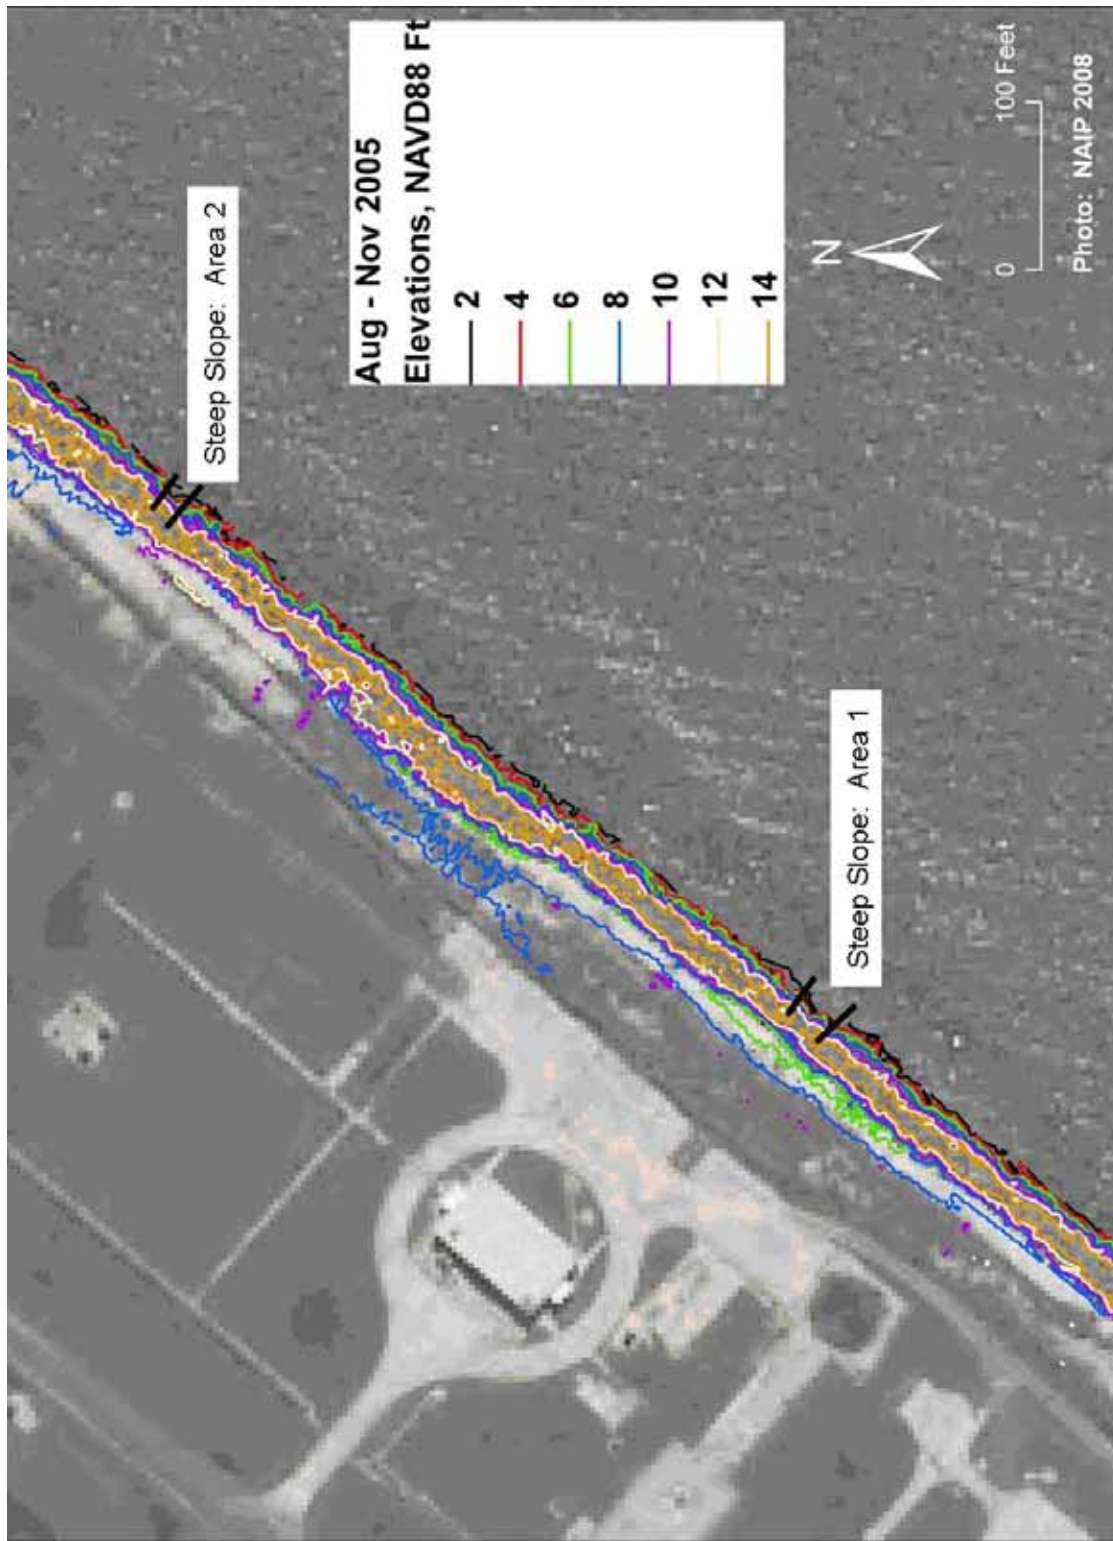 Steep Slope: Area 2
Aug - Nov 2005
Elevations, NAVD88 Ft
2
4
6
8
10
12
14
Steep Slope: Area 1
N
0 100 Feet
Photo: NAIP 2008